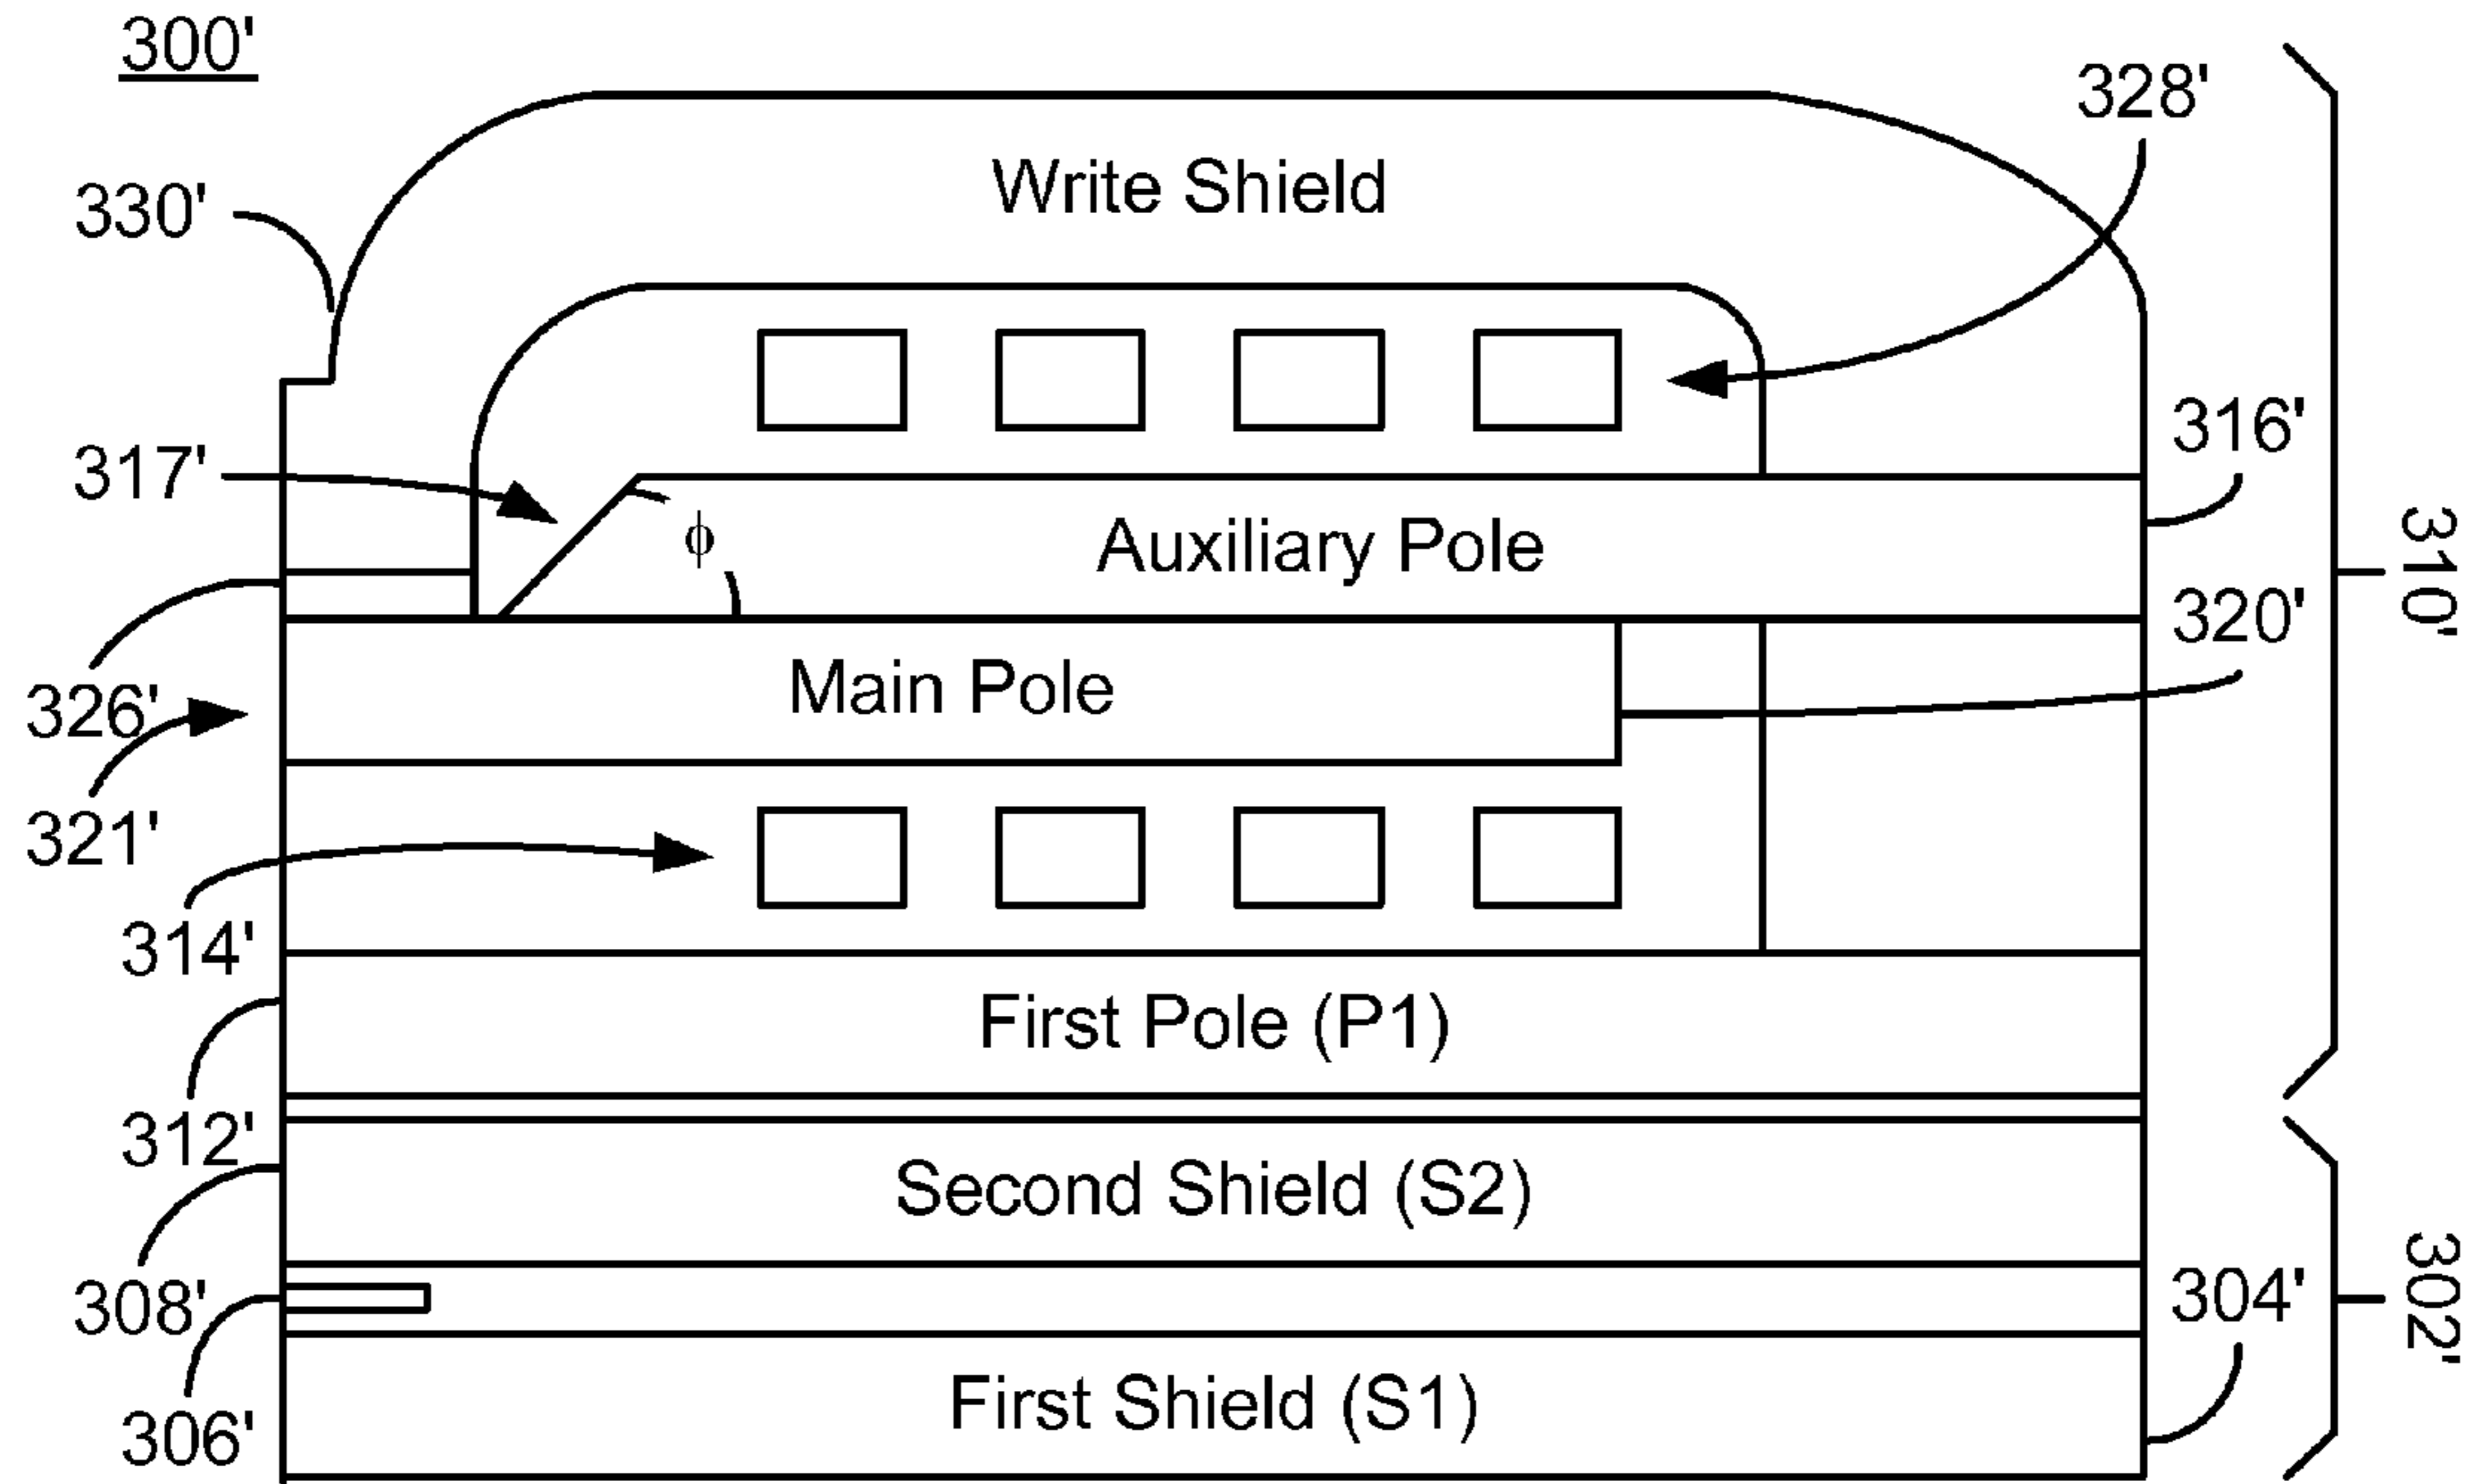 300'
328'
Write Shield
330'
316'
317'
ϕ
Auxiliary Pole
310'
320'
Main Pole
326'
321'
314'
First Pole (P1)
312'
Second Shield (S2)
308'
304'
302'
First Shield (S1)
306'